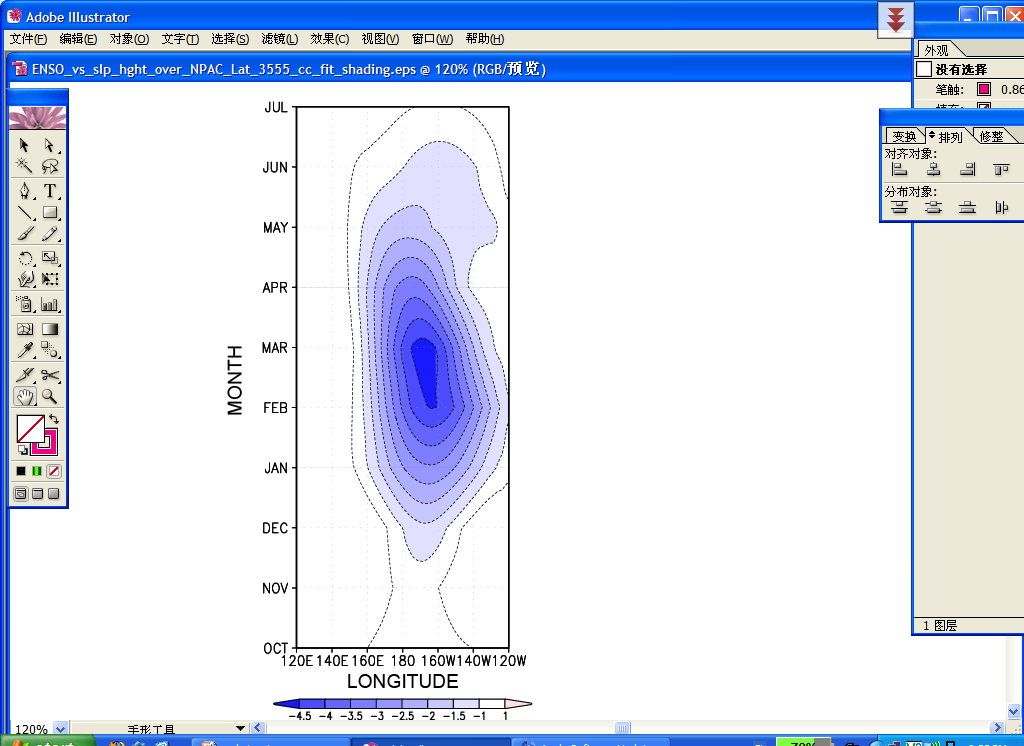 Adobe Illustrator
文件(F) 编辑(E) 对象(O) 文字(T) 选择(S) 滤镜(L) 效果(C) 视图(V) 窗口(W) 帮助(H)
ENSO_vs_slp_hght_over_NPAC_Lat_3555_cc_fit_shading.eps @ 120% (RGB/预览)
外观
没有选择
笔触: 0.86
变换 排列 修整
对齐对象:
分布对象:
1 图层
JUL
JUN
MAY
APR
MAR
FEB
JAN
DEC
NOV
OCT
MONTH
120E 140E 160E 180 160W 140W 120W
LONGITUDE
-4.5 -4 -3.5 -3 -2.5 -2 -1.5 -1 1
120% 手形工具